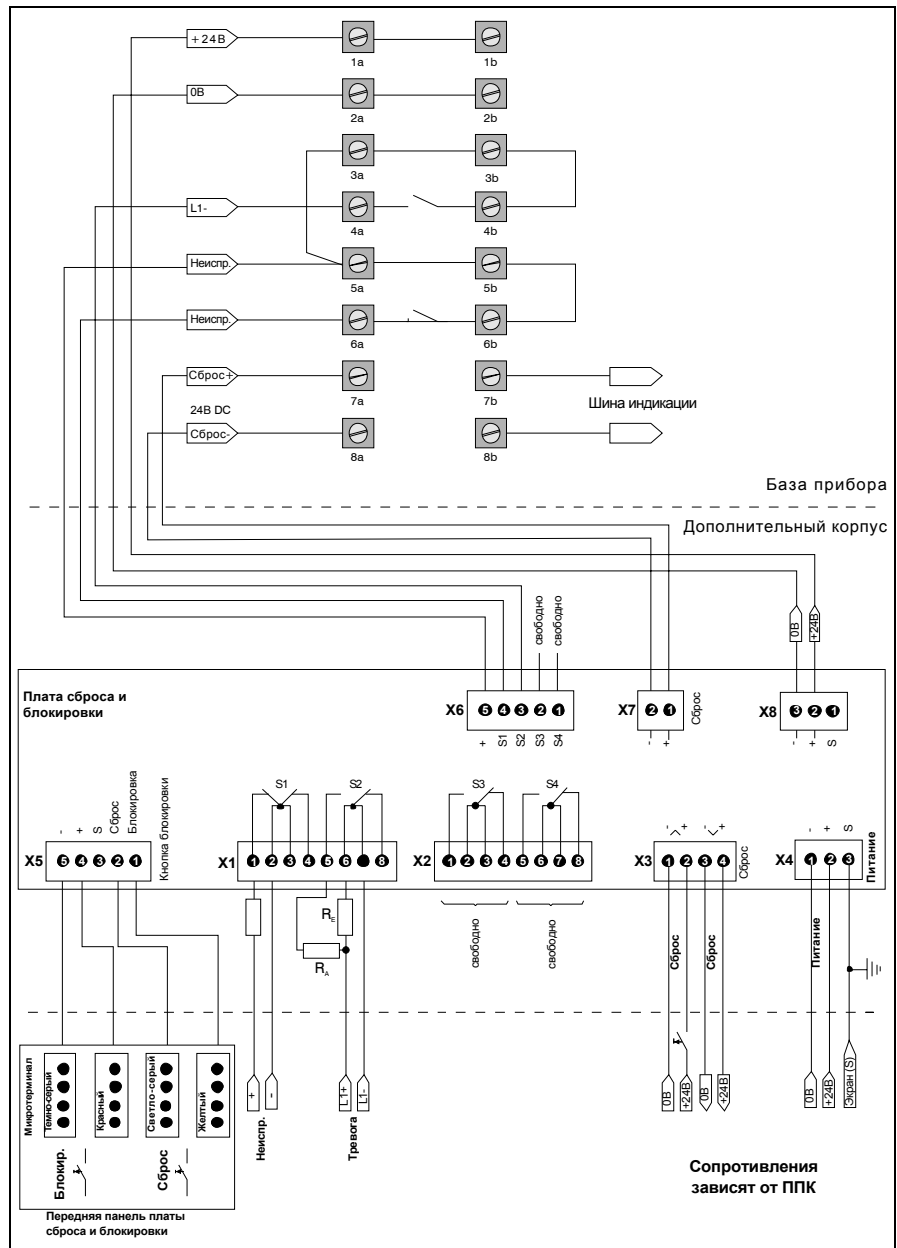 +24В
1a 1b
0В
2a 2b
3a 3b
L1-
4a 4b
Неиспр.
5a 5b
Неиспр.
6a 6b
Сброс+
7a 7b
Шина индикации
24В DC
Сброс-
8a 8b
База прибора
Дополнительный корпус
свободно
свободно
0В
+24В
Плата сброса и
блокировки
X6 5 4 3 2 1
+ S1 S2 S3 S4
X7 2 1 Сброс
- +
X8 3 2 1
- + S
- + S Сброс Блокировка
X5 5 4 3 2 1 Кнопка блокировки
S1 S2
X1 1 2 3 4 5 6 8
S3 S4
X2 1 2 3 4 5 6 7 8
- + - +
X3 1 2 3 4 Сброс
- + S
X4 1 2 3 Питание
RE
RA
свободно
свободно
Сброс
Сброс
Питание
Микротерминал
Темно-серый
Красный
Светло-серый
Желтый
Блокир.
Сброс
Передняя панель платы
сброса и блокировки
+
-
Неиспр.
L1+
L1-
Тревога
0В
+24В
0В
+24В
0В
+24В
Экран (S)
Сопротивления
зависят от ППК